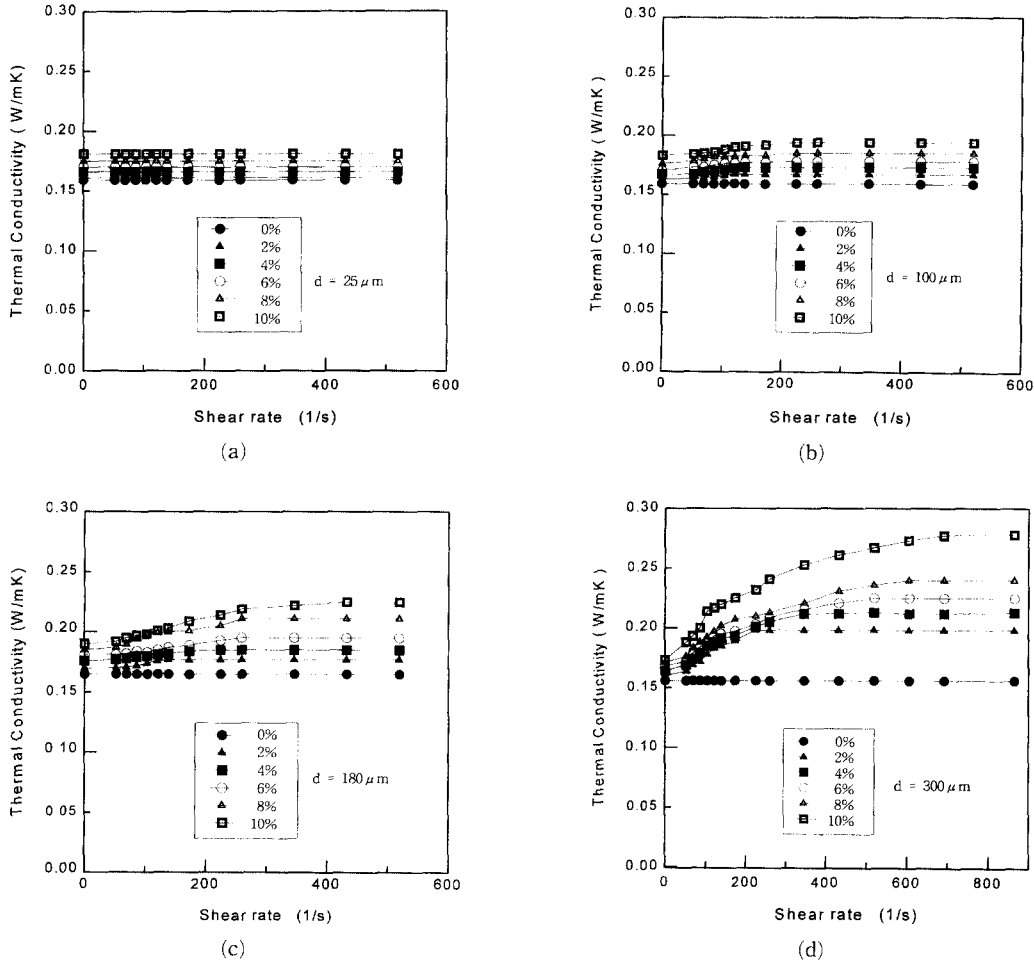 0.30
0.25
0.20
0.15
0.10
0.05
0.00
Thermal Conductivity ( W/mK)
0%
2%
4%
6%
8%
10%
d = 25 μm
0 200 400 600
Shear rate (1/s)
(a)
0.30
0.25
0.20
0.15
0.10
0.05
0.00
Thermal Conductivity (W/mK)
0%
2%
4%
6%
8%
10%
d = 100 μm
0 200 400 600
Shear rate (1/s)
(b)
0.30
0.25
0.20
0.15
0.10
0.05
0.00
Thermal Conductivity (W/mK)
0%
2%
4%
6%
8%
10%
d = 180 μm
0 200 400 600
Shear rate (1/s)
(c)
0.30
0.25
0.20
0.15
0.10
0.05
0.00
Thermal Conductivity ( W/mK)
0%
2%
4%
6%
8%
10%
d = 300 μm
0 200 400 600 800
Shear rate (1/s)
(d)